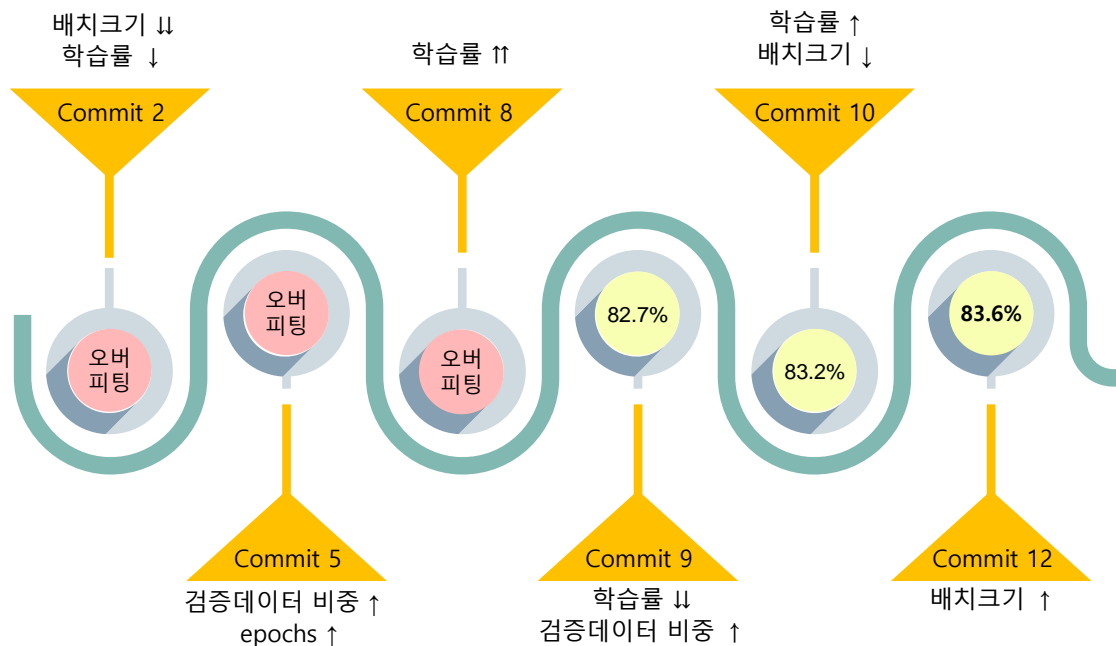 배치크기 ⇊
학습률 ↓
Commit 2
오버
피팅
오버
피팅
Commit 5
검증데이터 비중 ↑
epochs ↑
학습률 ⇈
Commit 8
오버
피팅
82.7%
Commit 9
학습률 ⇊
검증데이터 비중 ↑
학습률 ↑
배치크기 ↓
Commit 10
83.2%
83.6%
Commit 12
배치크기 ↑